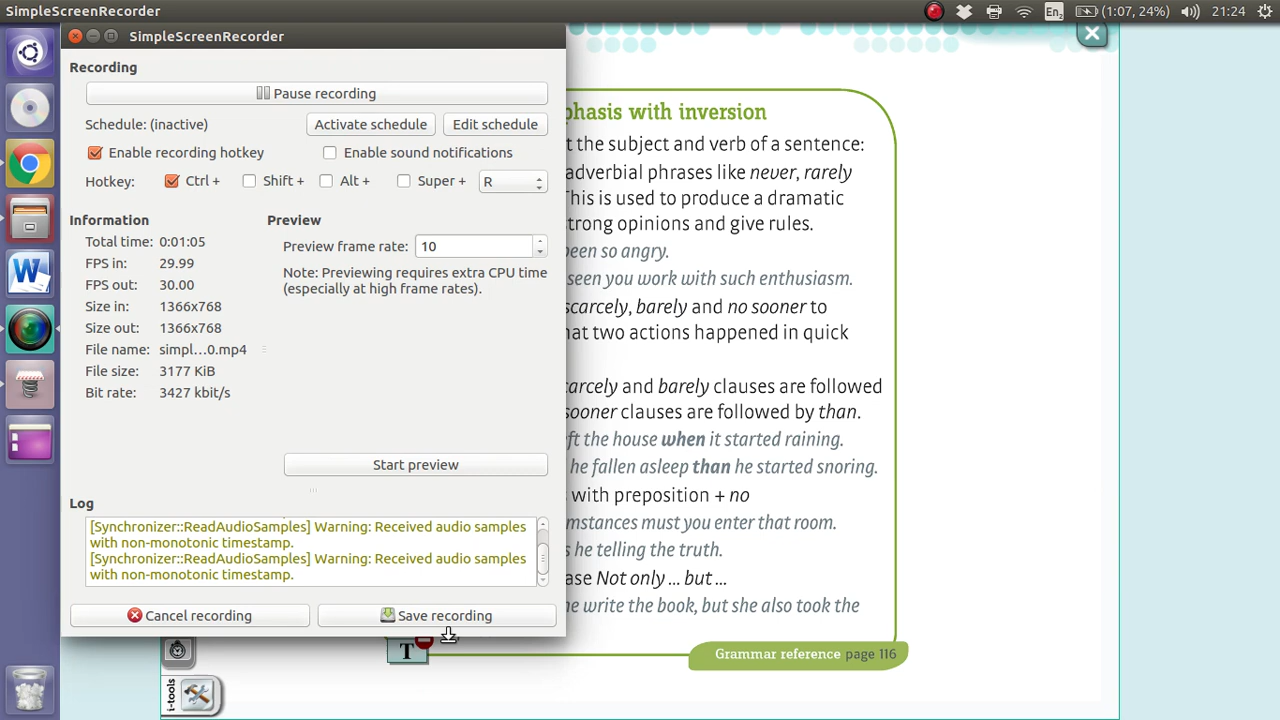 SimpleScreenRecorder
En2
(1:07, 24%)
21:24
SimpleScreenRecorder
Recording
Pause recording
Schedule: (inactive)
Activate schedule
Edit schedule
Enable recording hotkey
Enable sound notifications
Hotkey:
Ctrl +
Shift +
Alt +
Super +
R
Information
Total time: 0:01:05
FPS in: 29.99
FPS out: 30.00
Size in: 1366x768
Size out: 1366x768
File name: simpl...0.mp4
File size: 3177 KiB
Bit rate: 3427 kbit/s
Preview
Preview frame rate: 10
Note: Previewing requires extra CPU time
(especially at high frame rates).
Start preview
Log
[Synchronizer::ReadAudioSamples] Warning: Received audio samples
with non-monotonic timestamp.
[Synchronizer::ReadAudioSamples] Warning: Received audio samples
with non-monotonic timestamp.
Cancel recording
Save recording
phasis with inversion
t the subject and verb of a sentence:
adverbial phrases like never, rarely
This is used to produce a dramatic
trong opinions and give rules.
been so angry.
seen you work with such enthusiasm.
scarcely, barely and no sooner to
hat two actions happened in quick
carcely and barely clauses are followed
sooner clauses are followed by than.
eft the house when it started raining.
he fallen asleep than he started snoring.
with preposition + no
umstances must you enter that room.
s he telling the truth.
ase Not only ... but ...
he write the book, but she also took the
T
Grammar reference page 116
i-tools